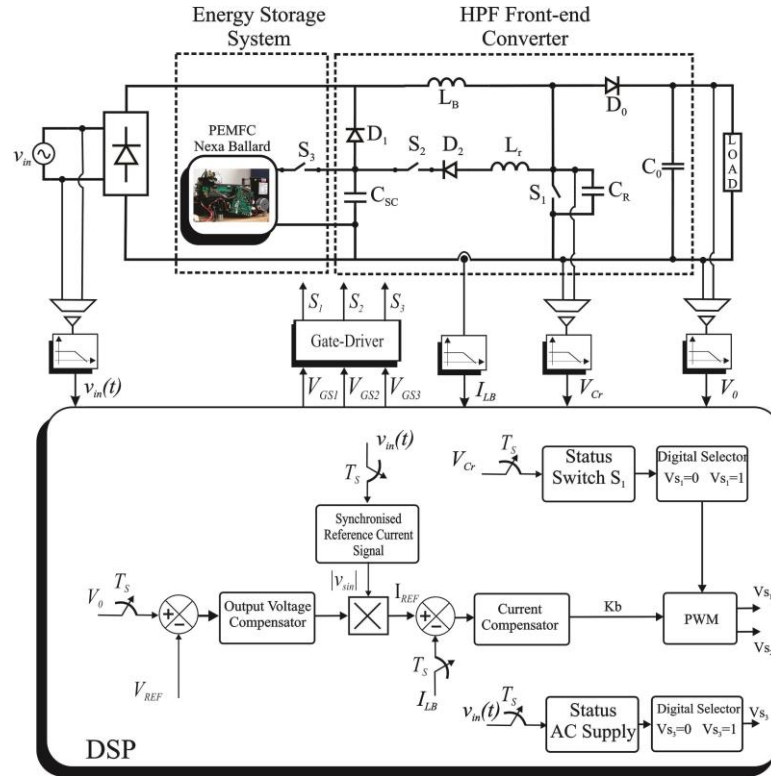 Energy Storage
System
HPF Front-end
Converter
L_B
D_0
PEMFC
Nexa Ballard
S_3
D_1
S_2
D_2
L_r
v_in
C_SC
S_1
C_R
C_0
LOAD
S_1
S_2
S_3
Gate-Driver
v_in(t)
V_GS1
V_GS2
V_GS3
I_LB
V_Cr
V_0
v_in(t)
T_S
V_Cr
T_S
Status
Switch S_1
Digital Selector
Vs_1=0 Vs_1=1
Synchronised
Reference Current
Signal
|v_sin|
I_REF
V_0
T_S
Output Voltage
Compensator
Current
Compensator
Kb
PWM
Vs_1
Vs_2
V_REF
T_S
I_LB
v_in(t)
T_S
Status
AC Supply
Digital Selector
Vs_3=0 Vs_3=1
Vs_3
DSP